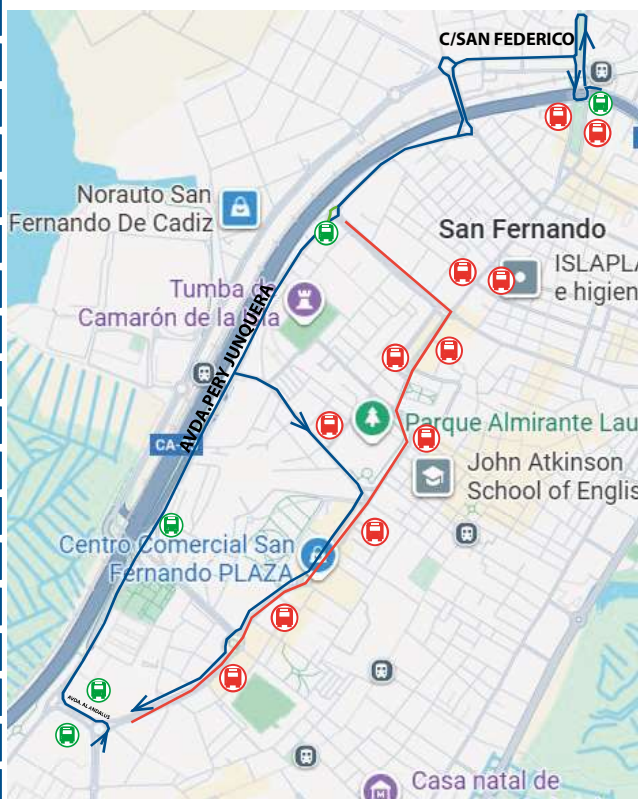 C/SAN FEDERICO
Norauto San
Fernando De Cadiz
San Fernando
ISLAPLA
e higien
Tumba de
Camarón de la Isla
AVDA.PERY JUNQUERA
Parque Almirante Lau
CA-
John Atkinson
School of Englis
Centro Comercial San
Fernando PLAZA
AVDA. AL ANDALUS
Casa natal de